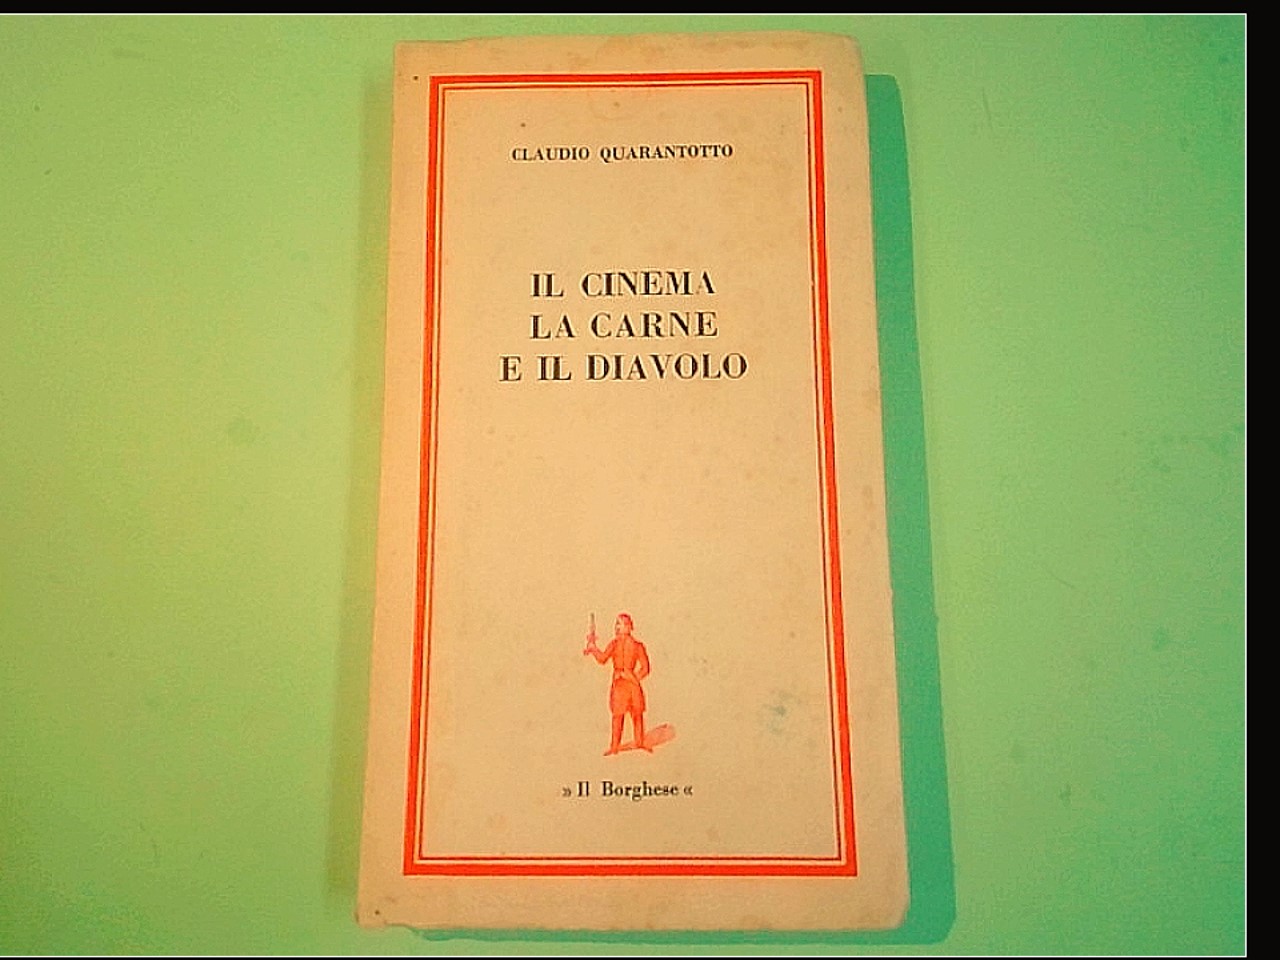 CLAUDIO QUARANTOTTO
IL CINEMA
LA CARNE
E IL DIAVOLO
» Il Borghese «